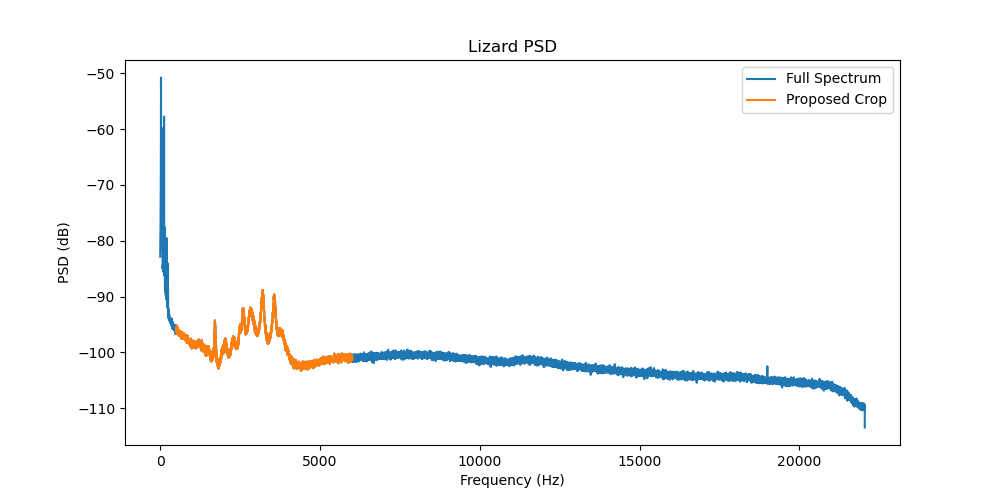 Lizard PSD
Full Spectrum
Proposed Crop
PSD (dB)
−50
−60
−70
−80
−90
−100
−110
0
5000
10000
15000
20000
Frequency (Hz)